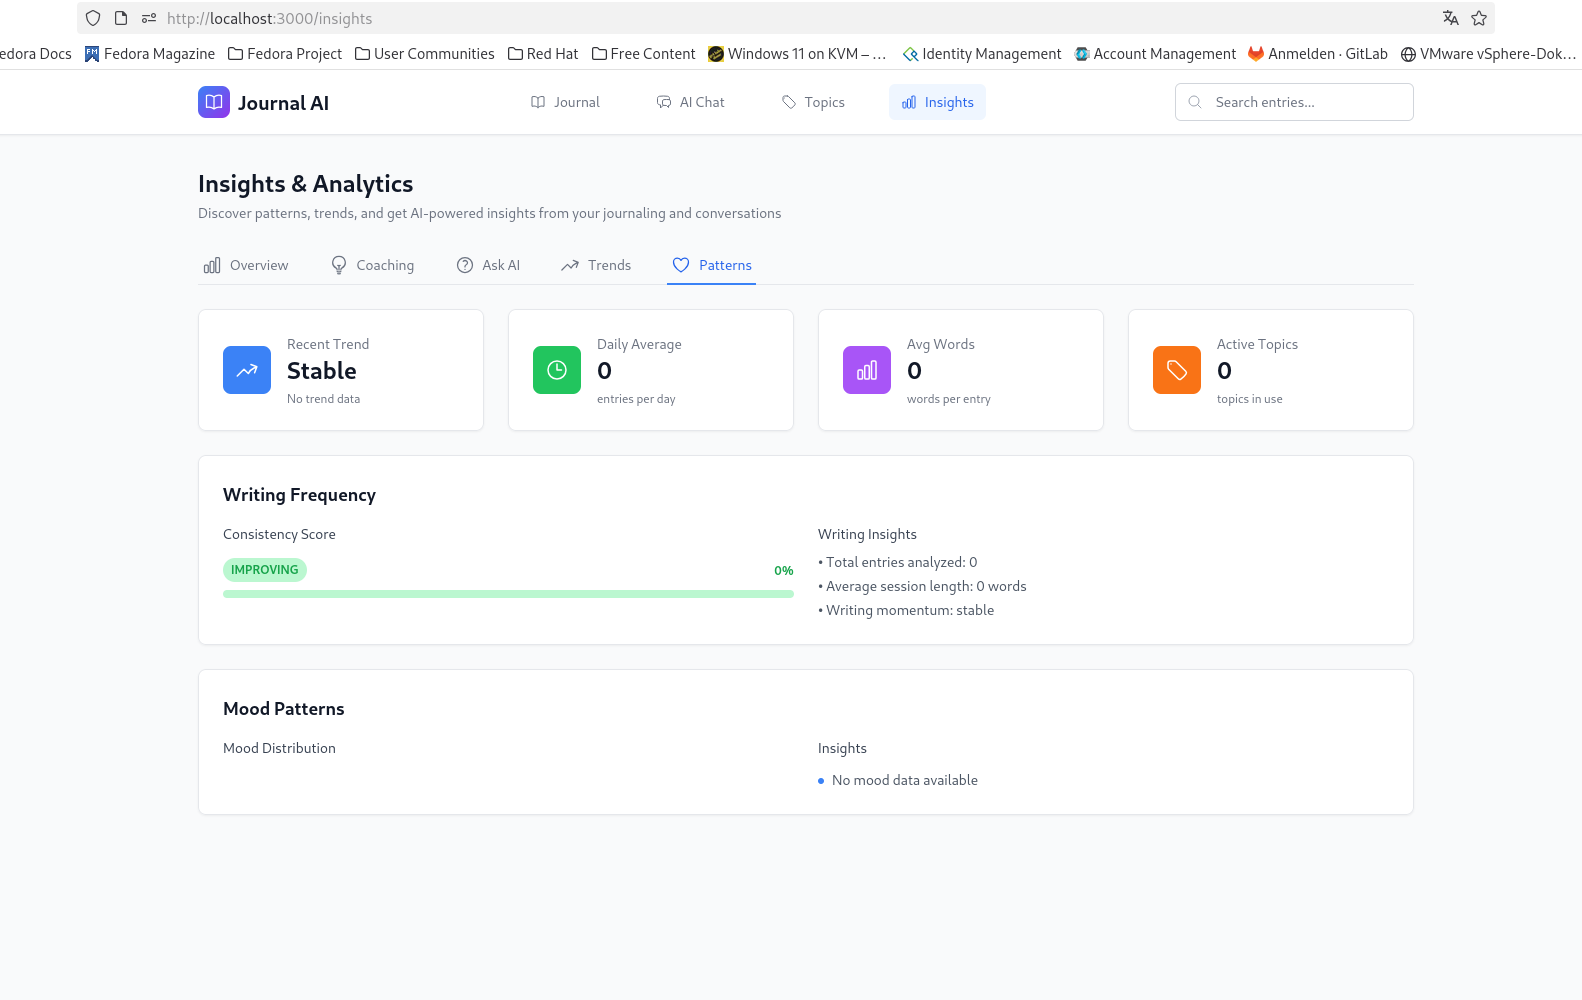 http://localhost:3000/insights
edora Docs Fedora Magazine Fedora Project User Communities Red Hat Free Content Windows 11 on KVM – … Identity Management Account Management Anmelden · GitLab VMware vSphere-Dok…
Journal AI Journal AI Chat Topics Insights Search entries...
Insights & Analytics
Discover patterns, trends, and get AI-powered insights from your journaling and conversations
Overview Coaching Ask AI Trends Patterns
Recent Trend
Stable
No trend data
Daily Average
0
entries per day
Avg Words
0
words per entry
Active Topics
0
topics in use
Writing Frequency
Consistency Score
IMPROVING 0%
Writing Insights
• Total entries analyzed: 0
• Average session length: 0 words
• Writing momentum: stable
Mood Patterns
Mood Distribution
Insights
• No mood data available